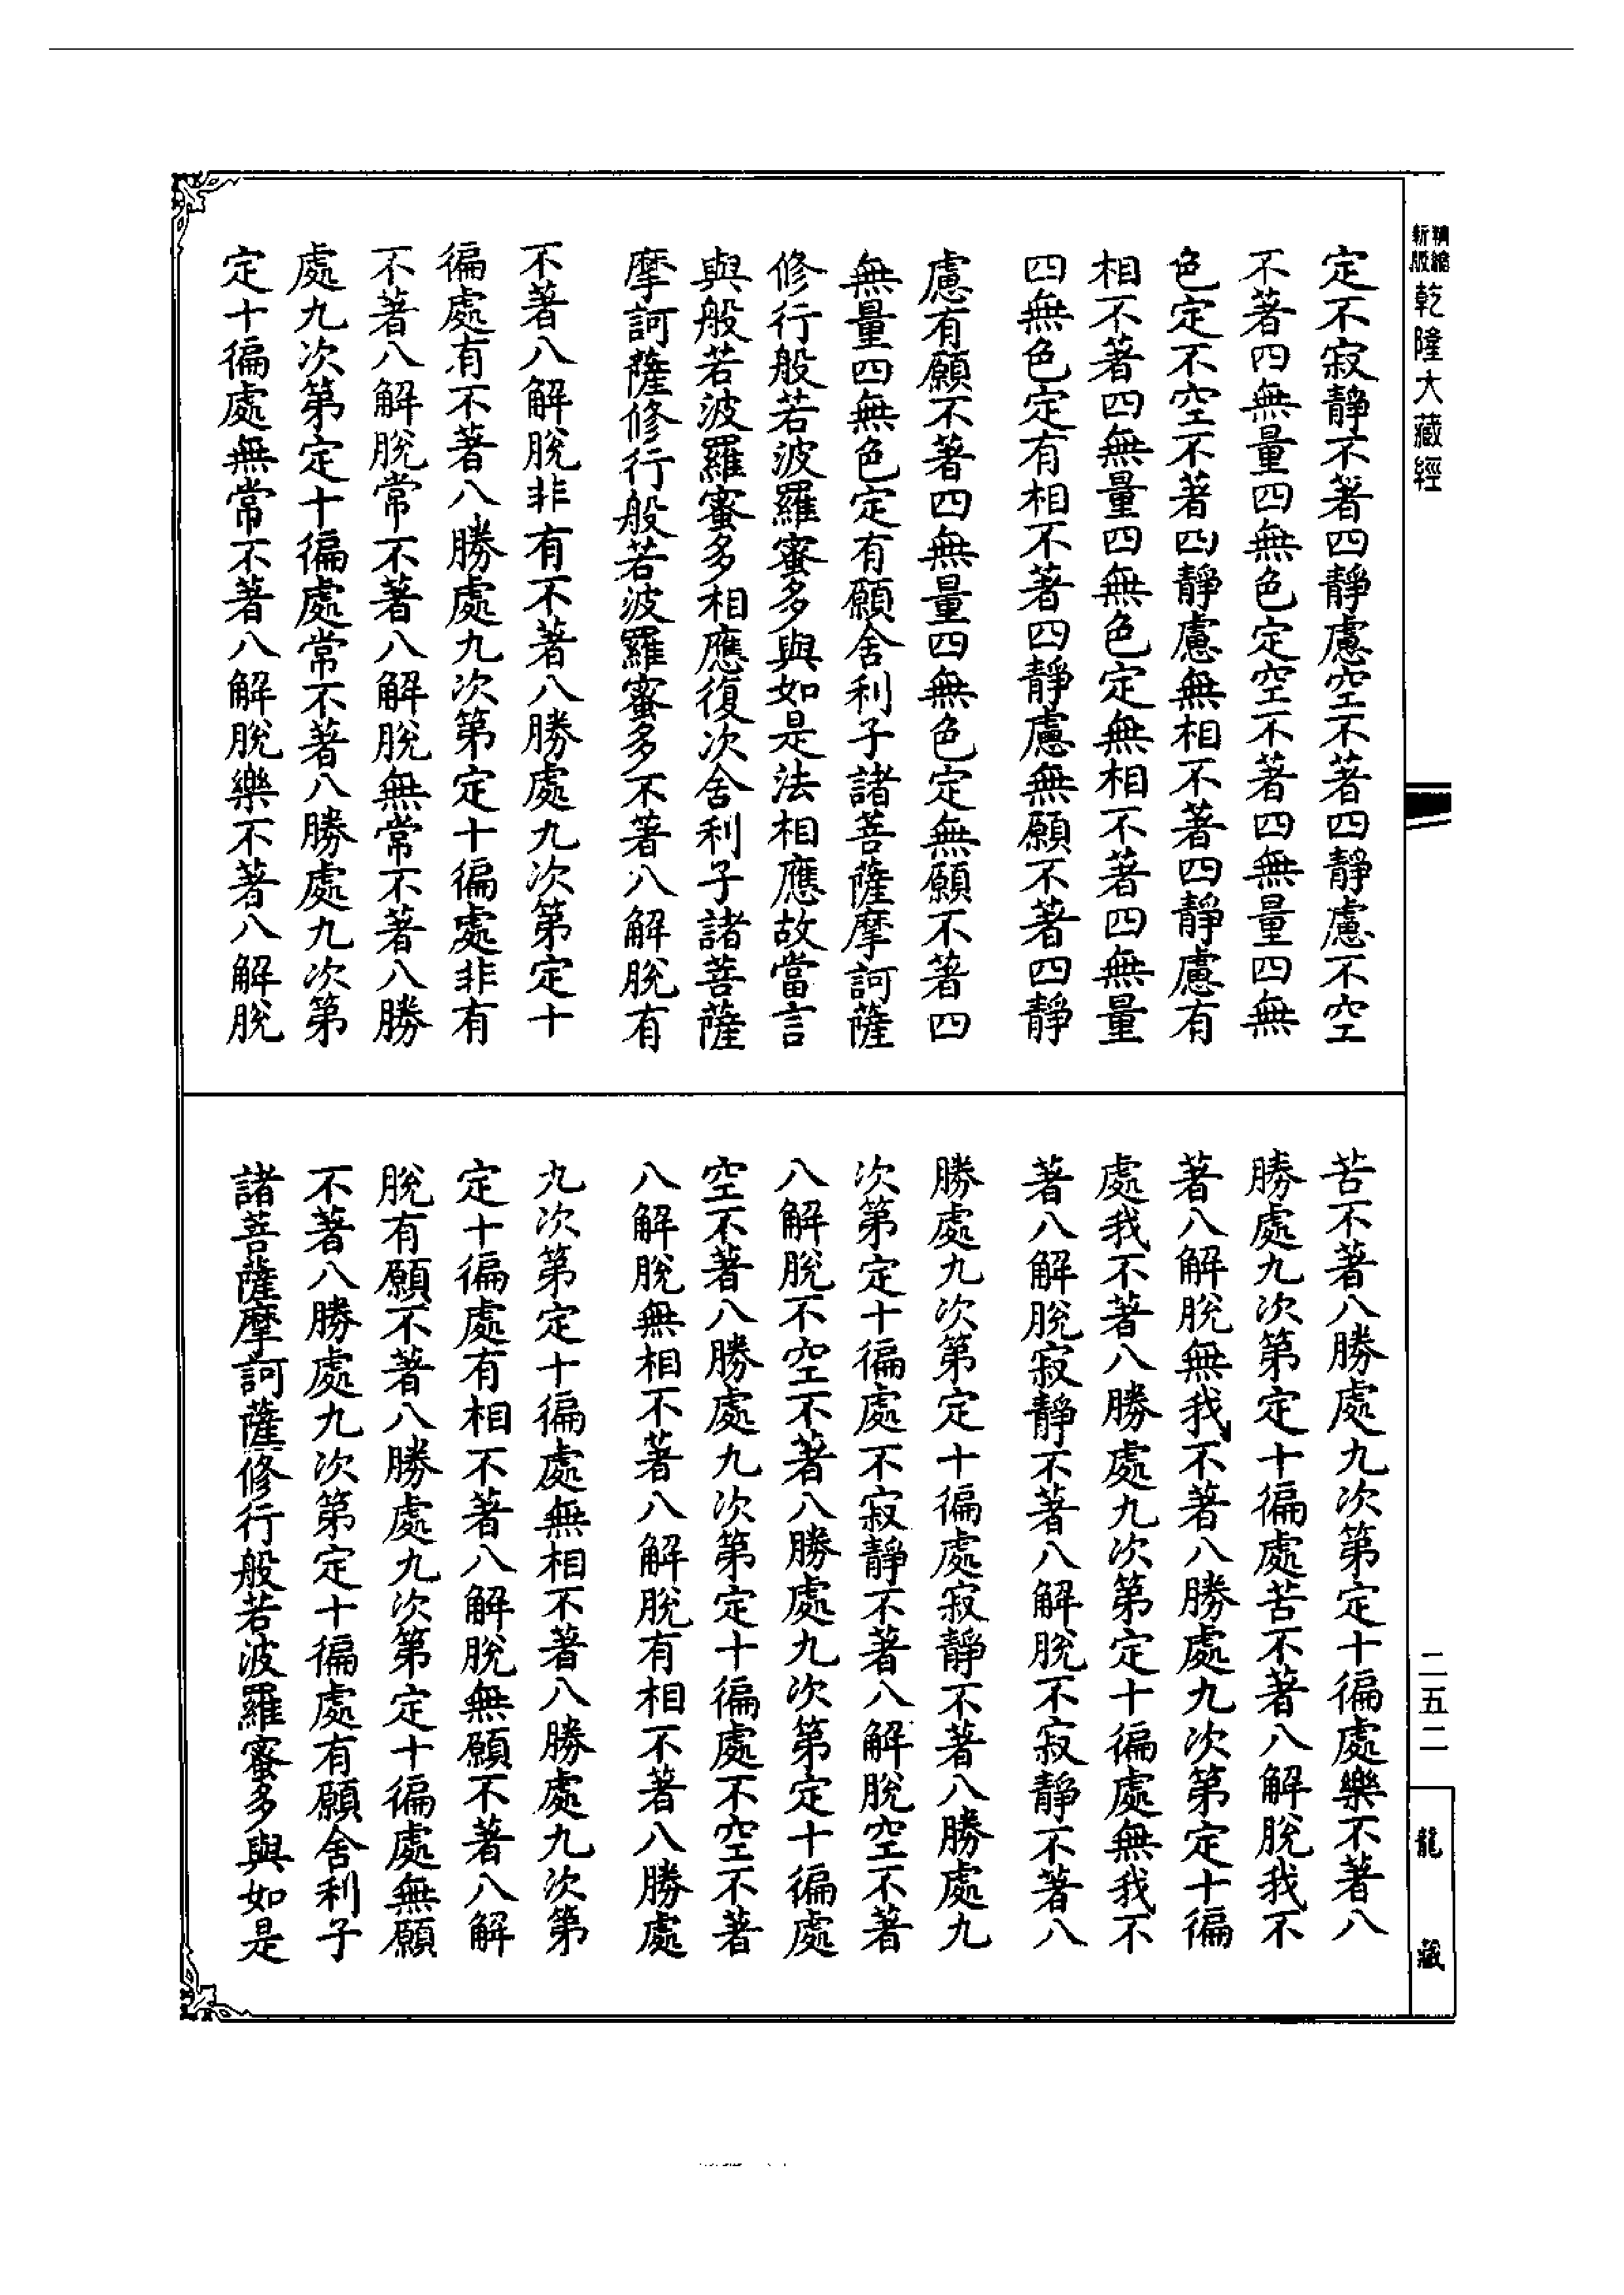 新版精縮
乾隆大藏經
定不寂靜不著四靜慮空不著四靜慮不空
不著四無量四無色定空不著四無量四無
色定不空不著四靜慮無相不著四靜慮有
相不著四無量四無色定無相不著四無量
四無色定有相不著四靜慮無願不著四靜
慮有願不著四無量四無色定無願不著四
無量四無色定有願舍利子諸菩薩摩訶薩
修行般若波羅蜜多與如是法相應故當言
與般若波羅蜜多相應復次舍利子諸菩薩
摩訶薩修行般若波羅蜜多不著八解脫有
不著八解脫非有不著八勝處九次第定十
徧處有不著八勝處九次第定十徧處非有
不著八解脫常不著八解脫無常不著八勝
處九次第定十徧處常不著八勝處九次第
定十徧處無常不著八解脫樂不著八解脫
苦不著八勝處九次第定十徧處樂不著八
勝處九次第定十徧處苦不著八解脫我不
著八解脫無我不著八勝處九次第定十徧
處我不著八勝處九次第定十徧處無我不
著八解脫寂靜不著八解脫不寂靜不著八
勝處九次第定十徧處寂靜不著八勝處九
次第定十徧處不寂靜不著八解脫空不著
八解脫不空不著八勝處九次第定十徧處
空不著八勝處九次第定十徧處不空不著
八解脫無相不著八解脫有相不著八勝處
九次第定十徧處無相不著八勝處九次第
定十徧處有相不著八解脫無願不著八解
脫有願不著八勝處九次第定十徧處無願
不著八勝處九次第定十徧處有願舍利子
諸菩薩摩訶薩修行般若波羅蜜多與如是
二五二
龍藏